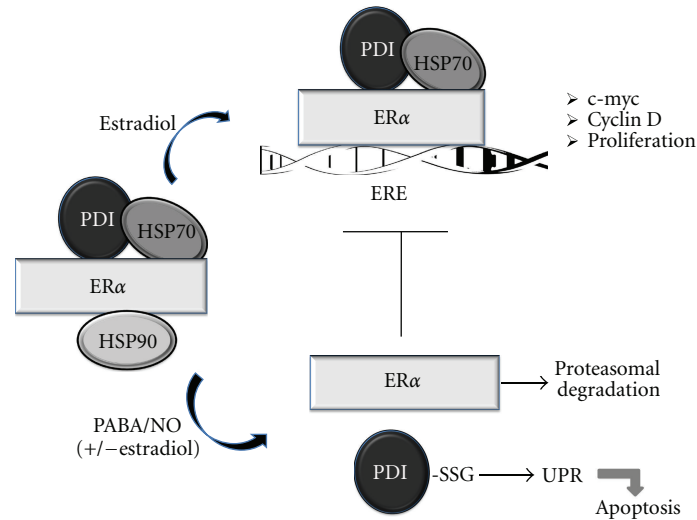 PDI
HSP70
ERα
ERE
➢ c-myc
➢ Cyclin D
➢ Proliferation
Estradiol
PDI
HSP70
ERα
HSP90
PABA/NO
(+/−estradiol)
ERα
Proteasomal
degradation
PDI
-SSG
UPR
Apoptosis